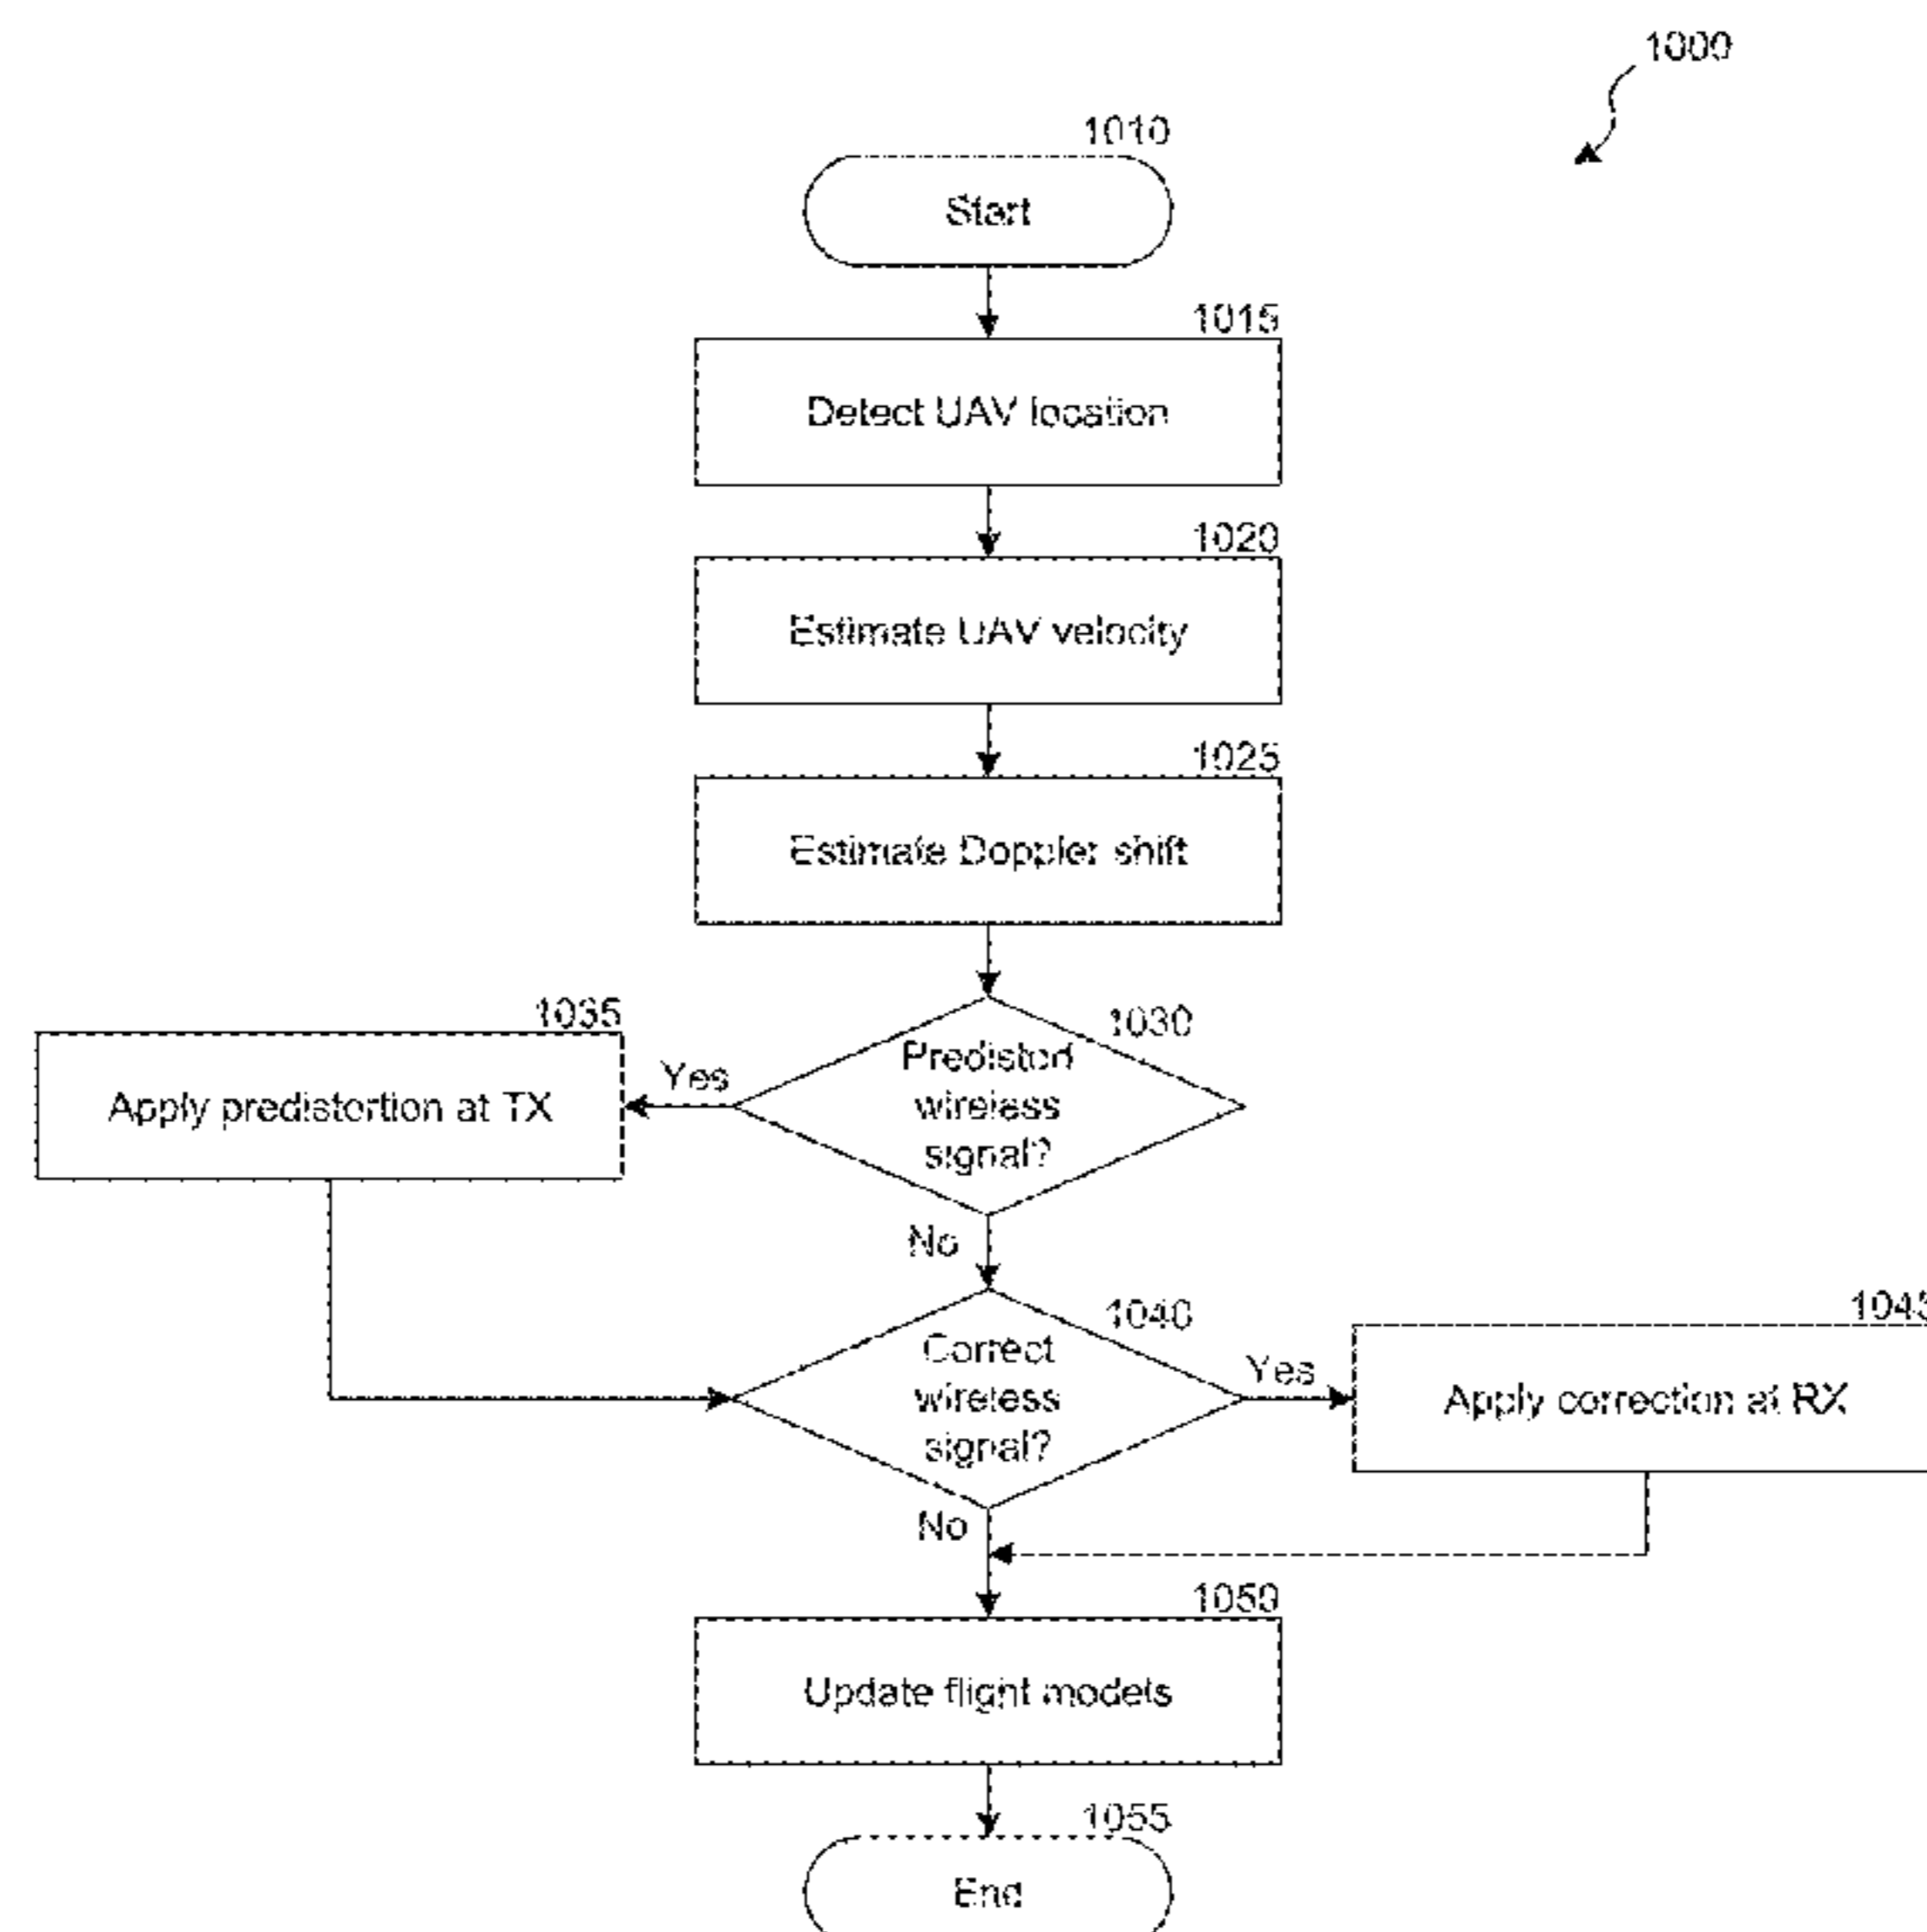 1000
1010
Start
1015
Detect UAV location
1020
Estimate UAV velocity
1025
Estimate Doppler shift
1030
Predistort
wireless
signal?
Yes
1035
Apply predistortion at TX
No
1040
Correct
wireless
signal?
Yes
1045
Apply correction at RX
No
1050
Update flight models
1055
End